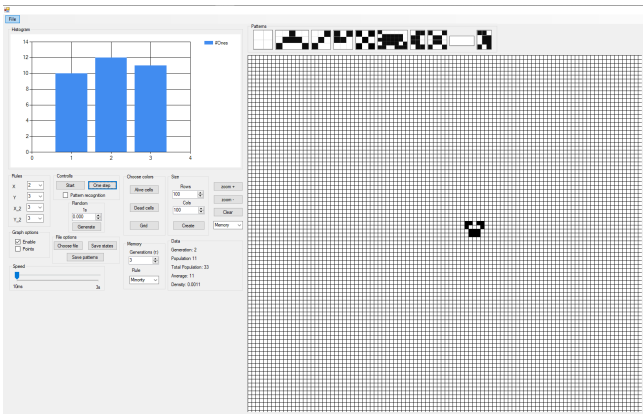 File
Histogram
14
12
10
8
6
4
2
0
0 1 2 3 4
#Ones
Patterns
Rules
X 2
Y 3
X_2 3
Y_2 3
Controls
Start One step
Pattern recognition
Random
1s
0.000
Generate
Choose colors
Alive cells
Dead cells
Grid
Size
Rows
100
Cols
100
Create
zoom +
zoom -
Clear
Memory
Graph options
Enable
Points
File options
Choose file Save states
Save patterns
Memory
Generations (τ)
3
Rule
Minority
Data
Generation: 2
Population: 11
Total Population: 33
Average: 11
Density: 0.0011
Speed
10ms 3s